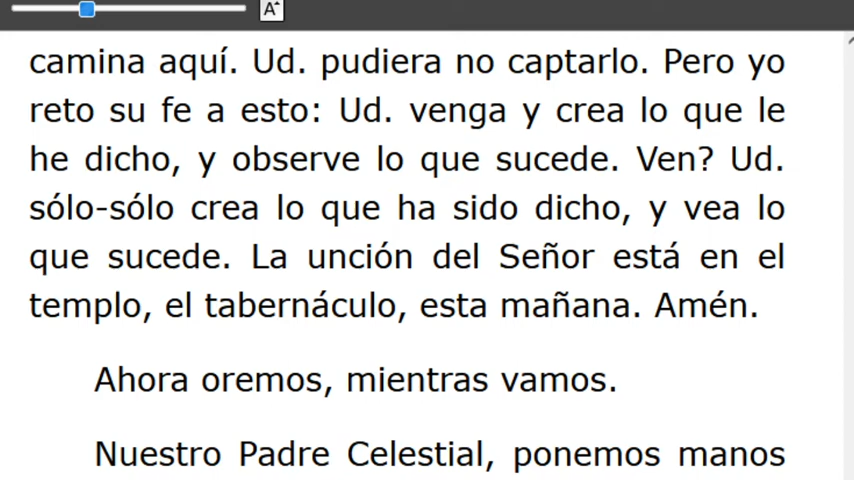 A
camina aquí. Ud. pudiera no captarlo. Pero yo
reto su fe a esto: Ud. venga y crea lo que le
he dicho, y observe lo que sucede. Ven? Ud.
sólo-sólo crea lo que ha sido dicho, y vea lo
que sucede. La unción del Señor está en el
templo, el tabernáculo, esta mañana. Amén.
Ahora oremos, mientras vamos.
Nuestro Padre Celestial, ponemos manos